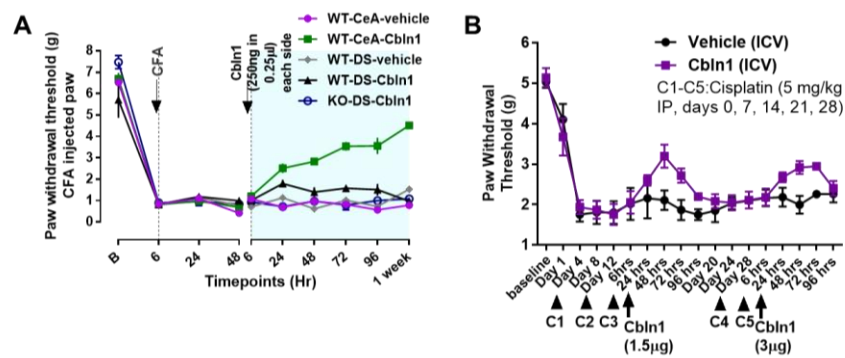 A
Paw withdrawal threshold (g)
CFA injected paw
8
7
6
5
4
3
2
1
0
CFA
Cbln1
(250ng in
0.25µl)
each side
WT-CeA-vehicle
WT-CeA-Cbln1
WT-DS-vehicle
WT-DS-Cbln1
KO-DS-Cbln1
B 6 24 48 6 24 48 72 96 1 week
Timepoints (Hr)
B
Paw Withdrawal
Threshold (g)
6
5
4
3
2
1
Vehicle (ICV)
Cbln1 (ICV)
C1-C5:Cisplatin (5 mg/kg
IP, days 0, 7, 14, 21, 28)
baseline Day 1 Day 4 Day 8 Day 12 6hrs 24 hrs 48 hrs 72 hrs 96 hrs Day 20 Day 24 Day 28 6 hrs 24 hrs 48 hrs 72 hrs 96 hrs
C1 C2 C3 Cbln1 C4 C5 Cbln1
(1.5µg) (3µg)